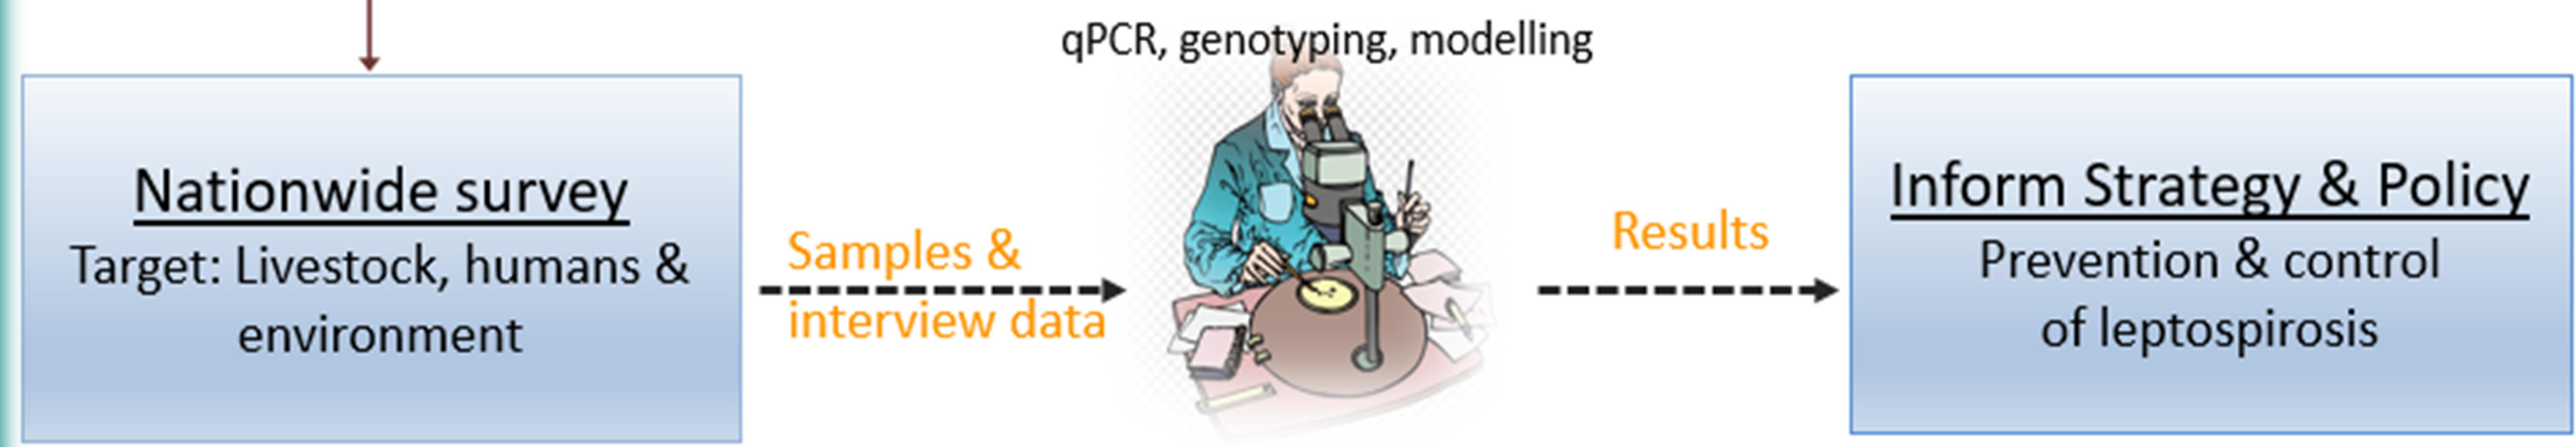 qPCR, genotyping, modelling
Nationwide survey
Target: Livestock, humans &
environment
Samples &
interview data
Results
Inform Strategy & Policy
Prevention & control
of leptospirosis